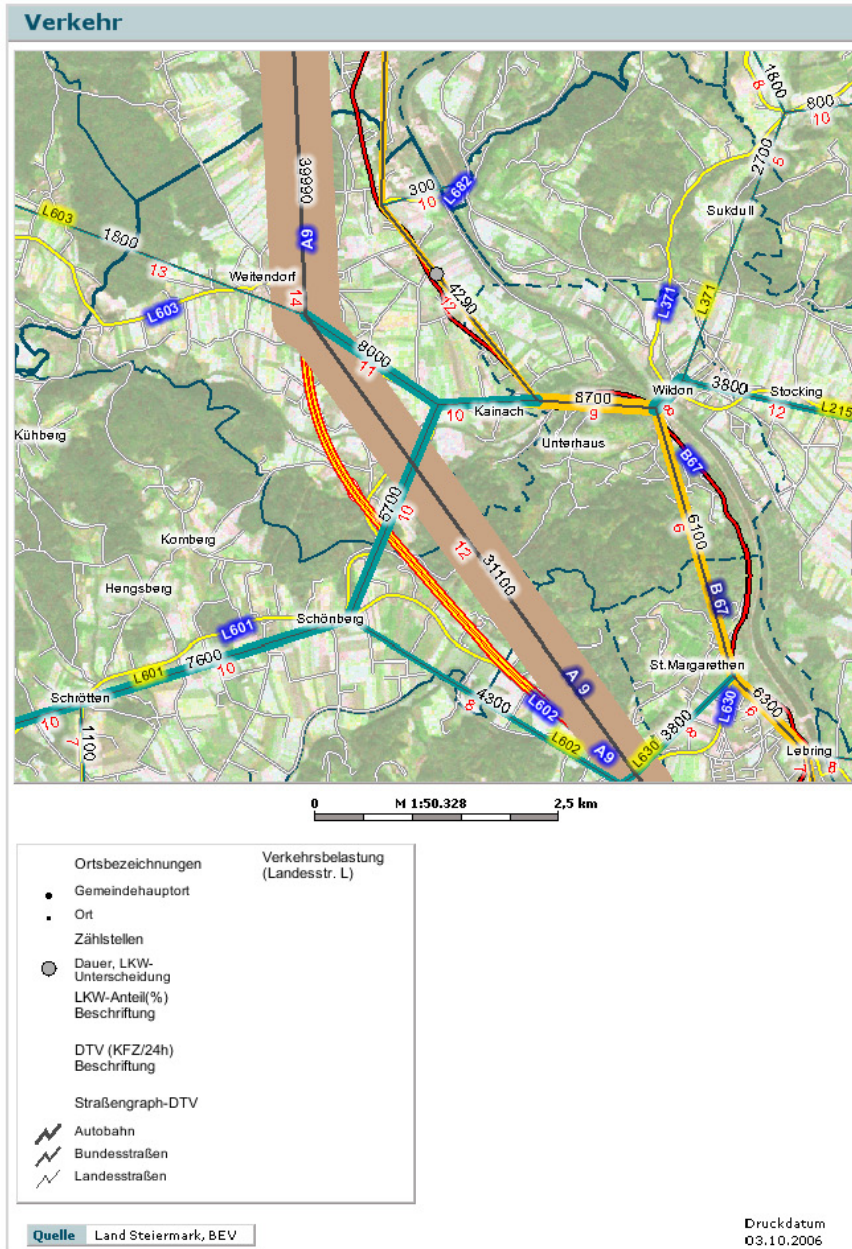 Verkehr
1800
8
800
10
2700
6
39990
300
10
L682
Sukdull
L603
1800
A9
13
Weitendorf
14
L603
4290
12
L371
L371
8000
11
8700
9
Wildon
8
3800
Stocking
12
L215
10
Kainach
Kühberg
Unterhaus
B67
5700
10
6100
6
Komberg
12
31100
Hengsberg
B 67
L601
Schönberg
L601
7600
10
St.Margarethen
A 9
Schrötten
4300
8
L602
L630
6300
6
10
1100
7
L602
A9
L630
3800
8
Lebring
7
8
0 M 1:50.328 2,5 km
Ortsbezeichnungen
Verkehrsbelastung
(Landesstr. L)
Gemeindehauptort
Ort
Zählstellen
Dauer, LKW-
Unterscheidung
LKW-Anteil(%)
Beschriftung
DTV (KFZ/24h)
Beschriftung
Straßengraph-DTV
Autobahn
Bundesstraßen
Landesstraßen
Quelle Land Steiermark, BEV
Druckdatum
03.10.2006